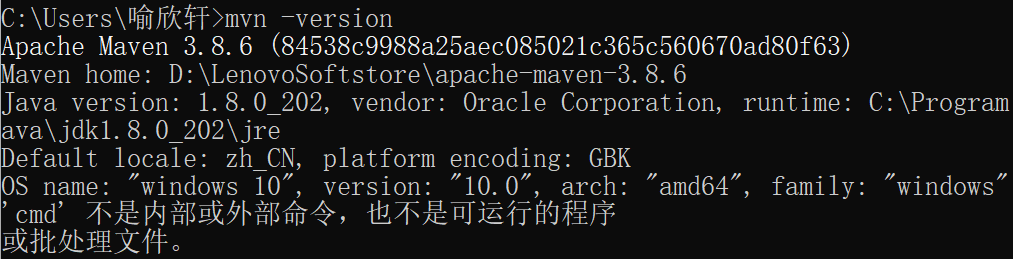 C:\Users\喻欣轩>mvn -version
Apache Maven 3.8.6 (84538c9988a25aec085021c365c560670ad80f63)
Maven home: D:\LenovoSoftstore\apache-maven-3.8.6
Java version: 1.8.0_202, vendor: Oracle Corporation, runtime: C:\Program
ava\jdk1.8.0_202\jre
Default locale: zh_CN, platform encoding: GBK
OS name: "windows 10", version: "10.0", arch: "amd64", family: "windows"
'cmd' 不是内部或外部命令，也不是可运行的程序
或批处理文件。